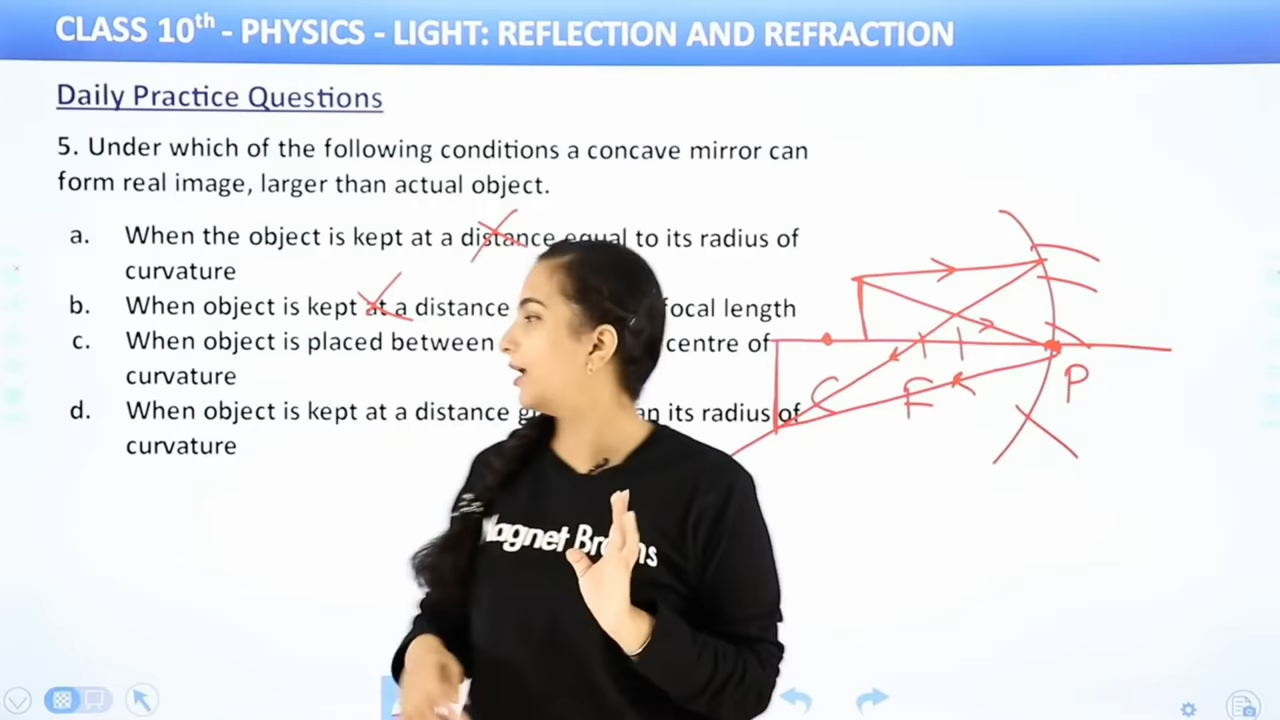 CLASS 10th - PHYSICS - LIGHT: REFLECTION AND REFRACTION
Daily Practice Questions
5. Under which of the following conditions a concave mirror can
form real image, larger than actual object.
a. When the object is kept at a distance equal to its radius of
curvature
b. When object is kept at a distance focal length
c. When object is placed between centre of
curvature
d. When object is kept at a distance its radius of
curvature
C F P
Magnet Brains